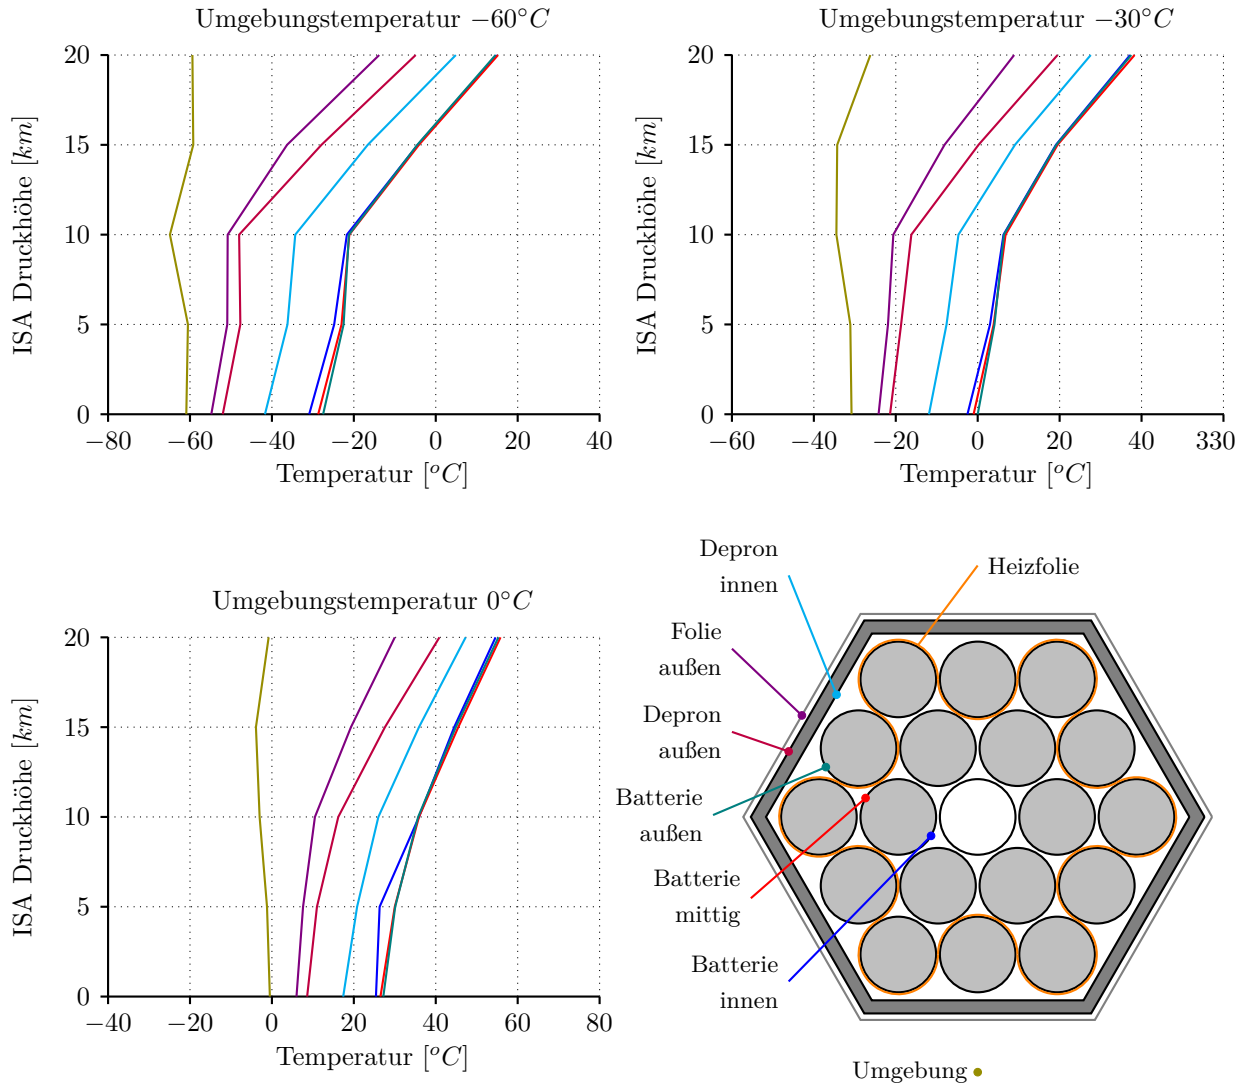 Umgebungstemperatur −60°C
20
15
10
5
0
−80 −60 −40 −20 0 20 40
ISA Druckhöhe [km]
Temperatur [°C]
Umgebungstemperatur −30°C
20
15
10
5
0
−60 −40 −20 0 20 40 330
ISA Druckhöhe [km]
Temperatur [°C]
Umgebungstemperatur 0°C
20
15
10
5
0
−40 −20 0 20 40 60 80
ISA Druckhöhe [km]
Temperatur [°C]
Depron
innen
Heizfolie
Folie
außen
Depron
außen
Batterie
außen
Batterie
mittig
Batterie
innen
Umgebung